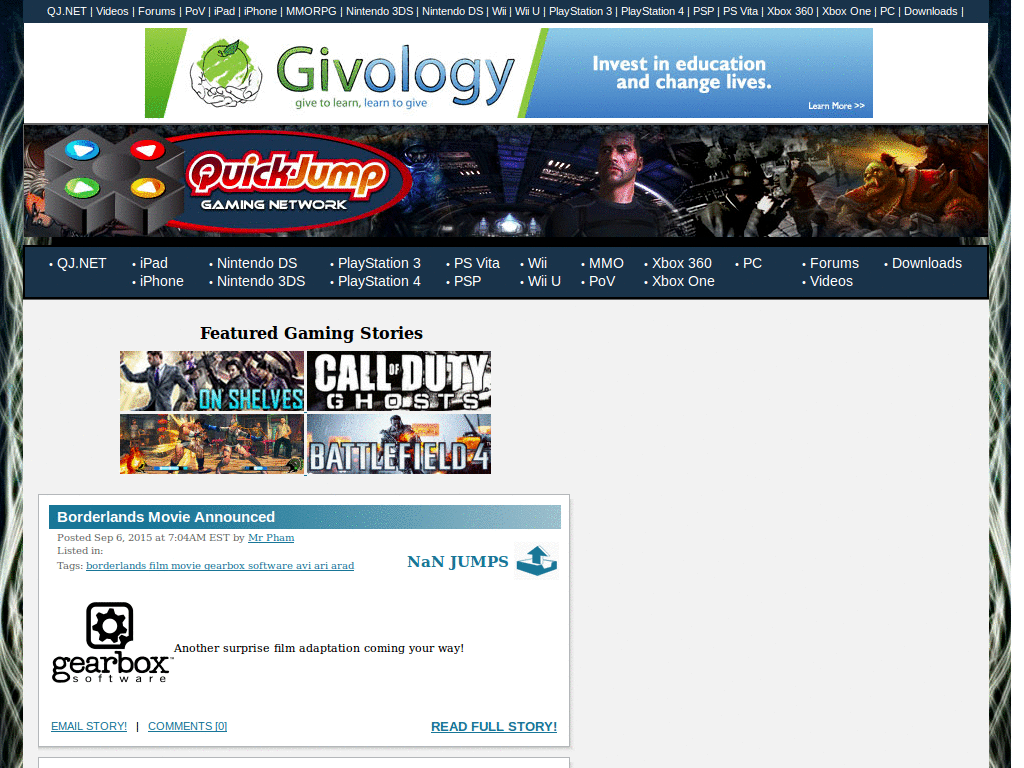 QJ.NET | Videos | Forums | PoV | iPad | iPhone | MMORPG | Nintendo 3DS | Nintendo DS | Wii | Wii U | PlayStation 3 | PlayStation 4 | PSP | PS Vita | Xbox 360 | Xbox One | PC | Downloads |
Givology
give to learn, learn to give
Invest in education
and change lives.
Learn More >>
QuickJump
GAMING NETWORK
• QJ.NET • iPad • Nintendo DS • PlayStation 3 • PS Vita • Wii • MMO • Xbox 360 • PC • Forums • Downloads
• iPhone • Nintendo 3DS • PlayStation 4 • PSP • Wii U • PoV • Xbox One • Videos
Featured Gaming Stories
ON SHELVES
CALL OF DUTY
GHOSTS
BATTLEFIELD 4
Borderlands Movie Announced
Posted Sep 6, 2015 at 7:04AM EST by Mr Pham
Listed in:
Tags: borderlands film movie gearbox software avi ari arad
NaN JUMPS
gearbox™
software
Another surprise film adaptation coming your way!
EMAIL STORY! | COMMENTS [0] READ FULL STORY!